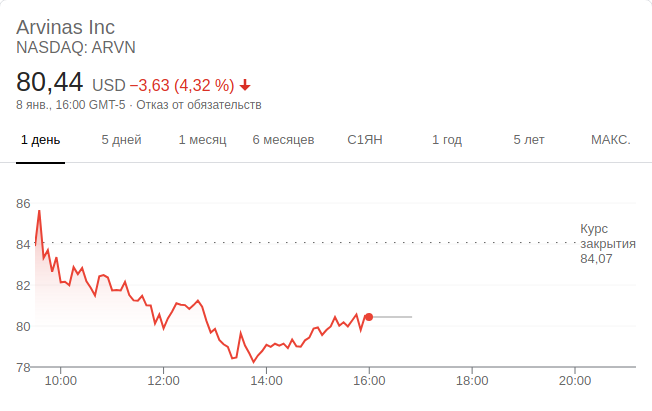 Arvinas Inc
NASDAQ: ARVN
80,44 USD −3,63 (4,32 %)
8 янв., 16:00 GMT-5 · Отказ от обязательств
1 день 5 дней 1 месяц 6 месяцев С1ЯН 1 год 5 лет МАКС.
86
Курс
закрытия
84,07
84
82
80
78
10:00 12:00 14:00 16:00 18:00 20:00